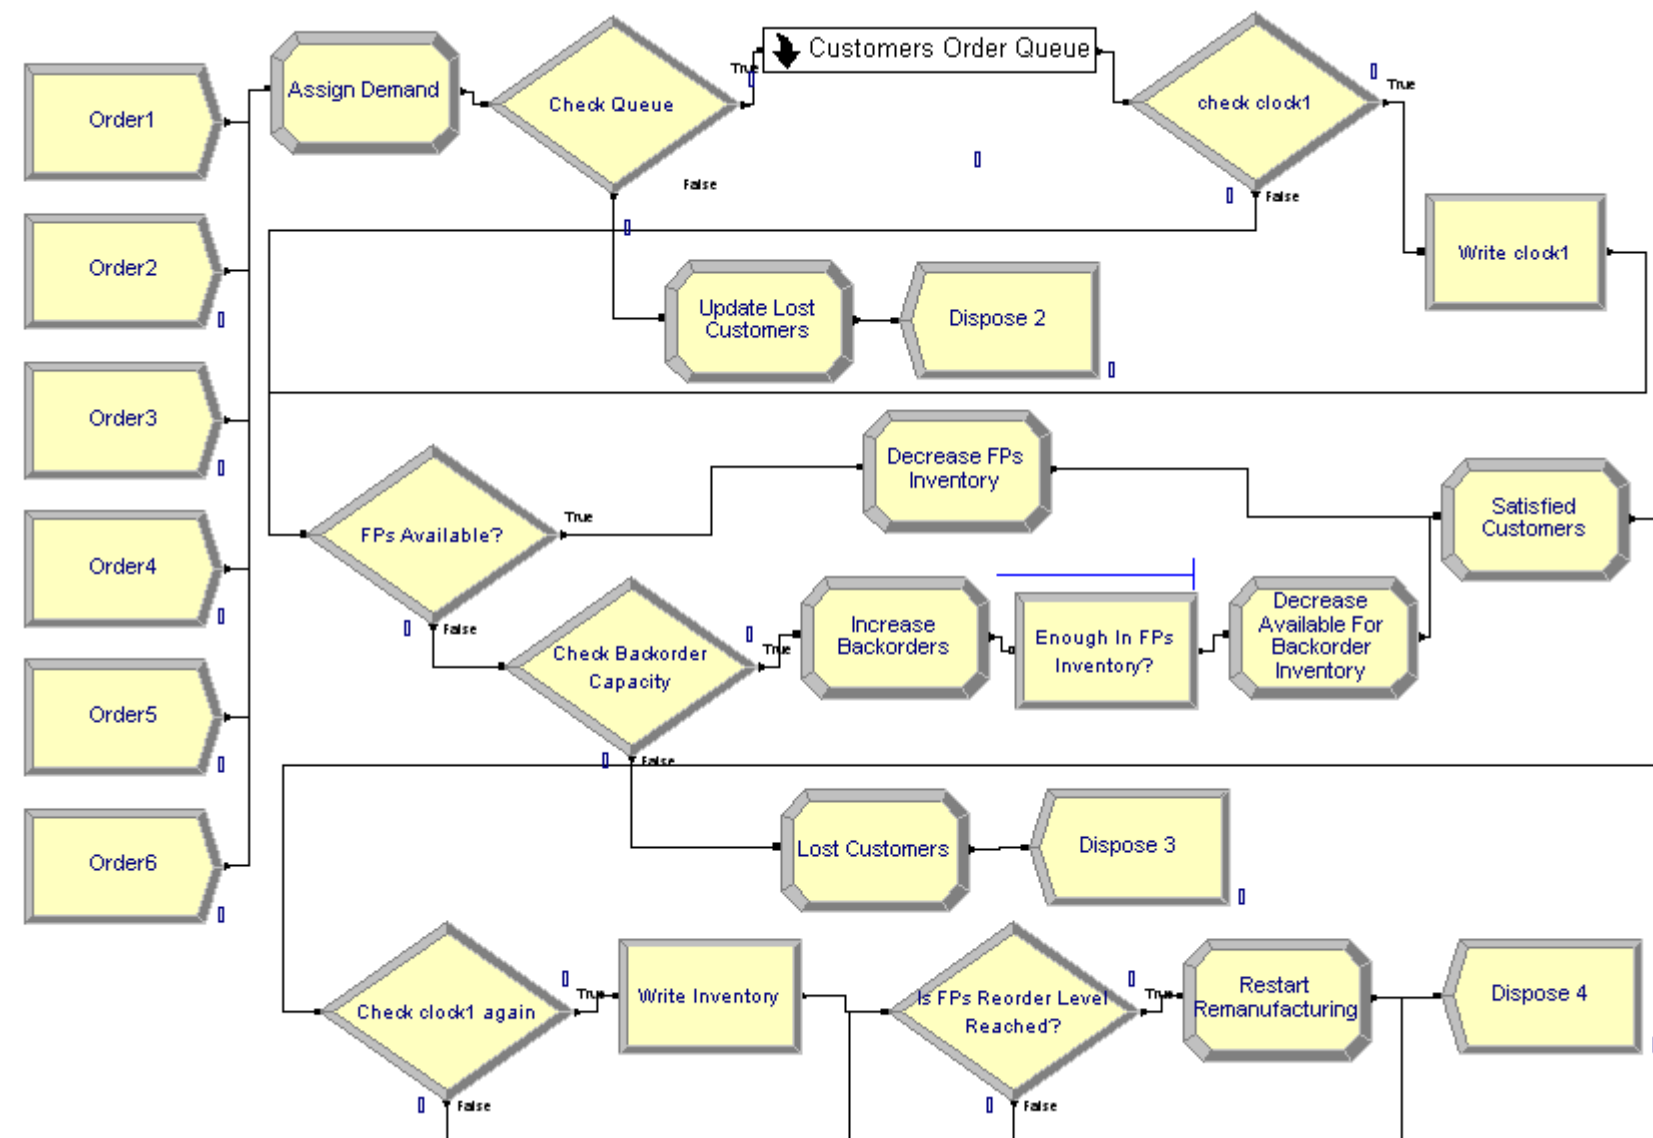 Order1
Order2
Order3
Order4
Order5
Order6
Assign Demand
Check Queue
True
False
Customers Order Queue
check clock1
True
False
Write clock1
Update Lost
Customers
Dispose 2
FPs Available?
True
False
Decrease FPs
Inventory
Satisfied
Customers
Check Backorder
Capacity
True
False
Increase
Backorders
Enough In FPs
Inventory?
Decrease
Available For
Backorder
Inventory
Lost Customers
Dispose 3
Check clock1 again
True
False
Write Inventory
Is FPs Reorder Level
Reached?
True
False
Restart
Remanufacturing
Dispose 4